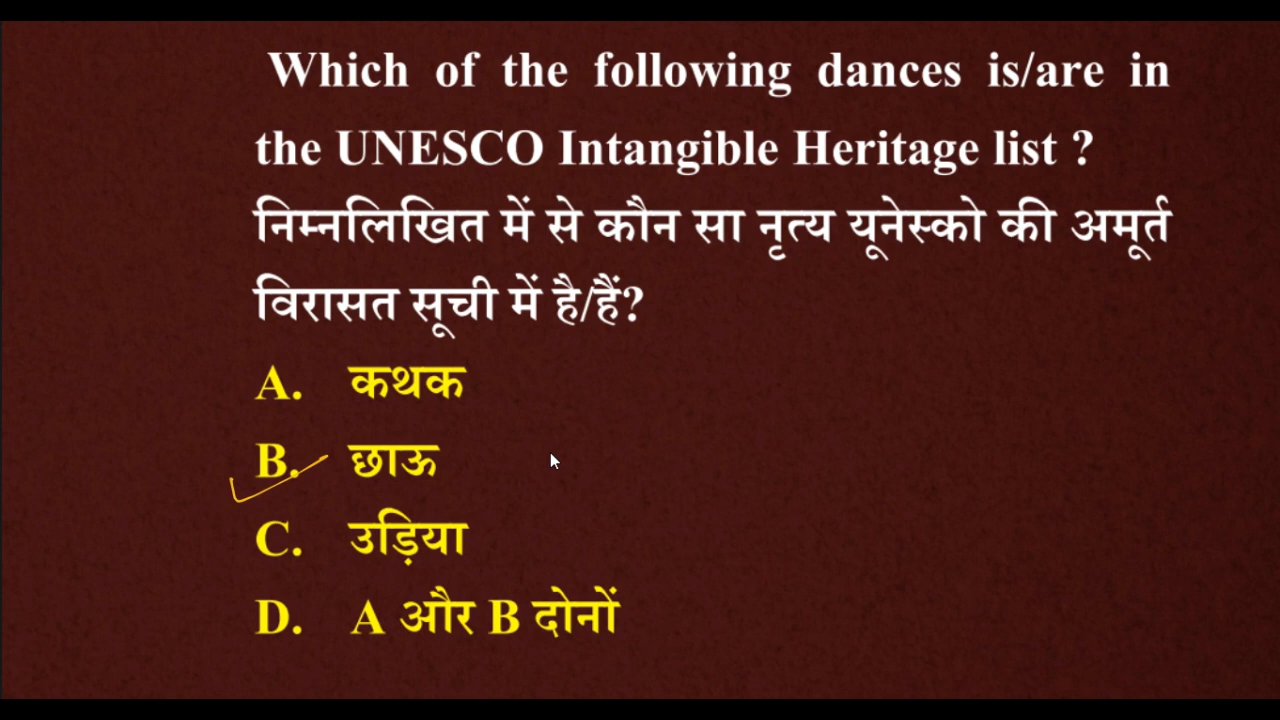 Which of the following dances is/are in
the UNESCO Intangible Heritage list ?
निम्नलिखित में से कौन सा नृत्य यूनेस्को की अमूर्त
विरासत सूची में है/हैं?
A. कथक
B. छाऊ
C. उड़िया
D. A और B दोनों